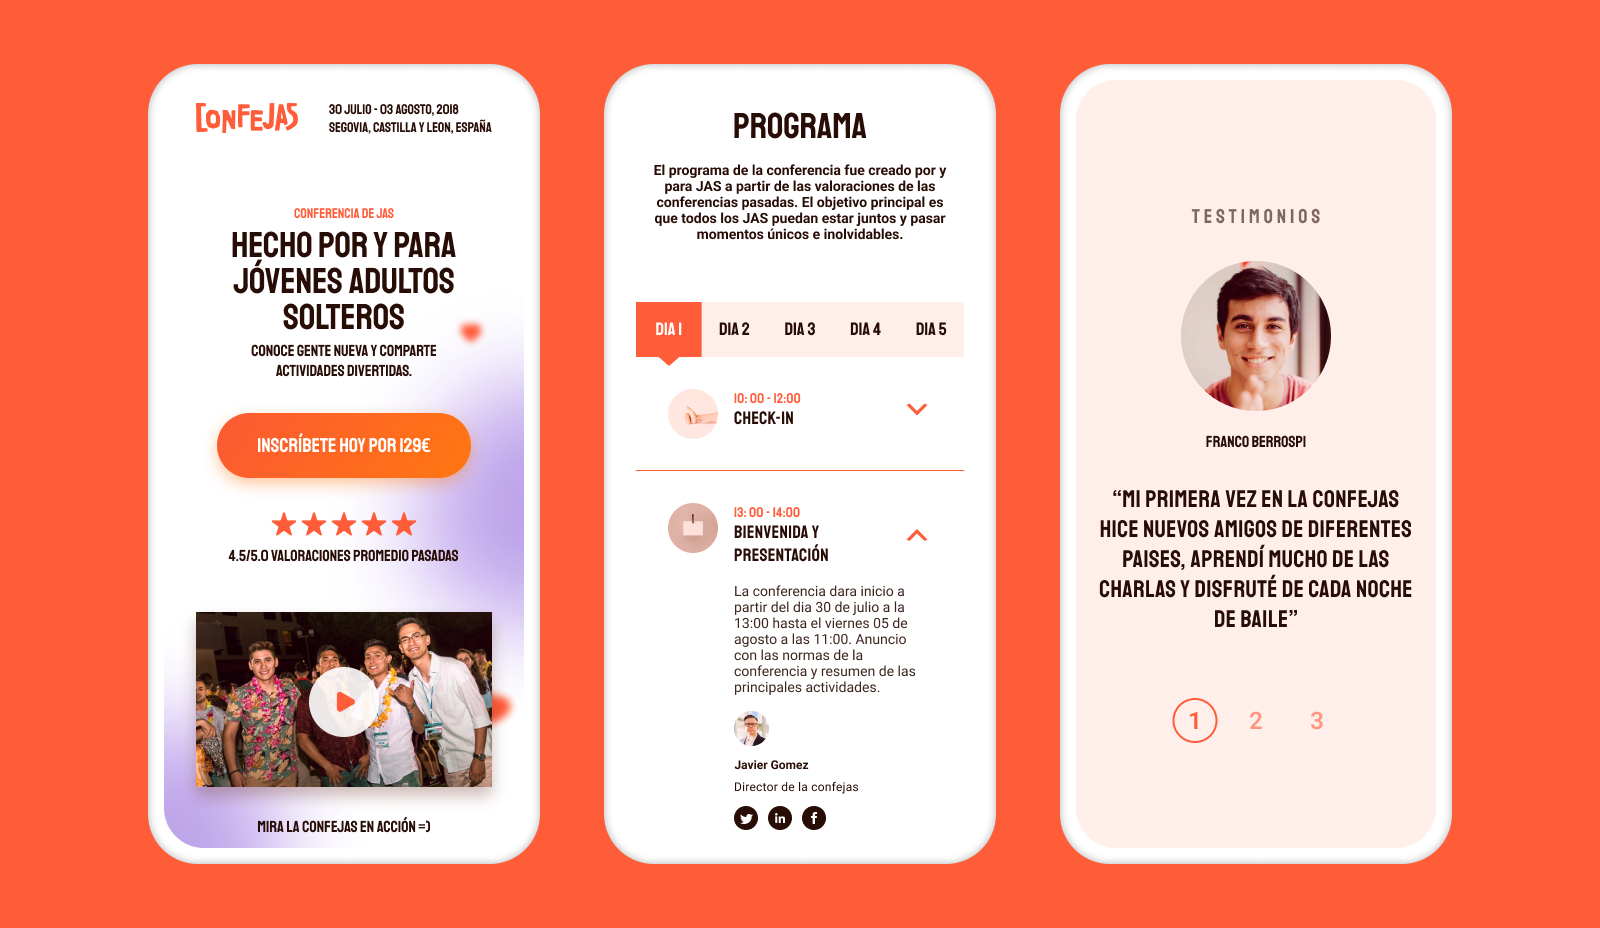 CONFEJAS
30 JULIO - 03 AGOSTO, 2018
SEGOVIA, CASTILLA Y LEON, ESPAÑA
CONFERENCIA DE JAS
HECHO POR Y PARA
JÓVENES ADULTOS
SOLTEROS
CONOCE GENTE NUEVA Y COMPARTE
ACTIVIDADES DIVERTIDAS.
INSCRÍBETE HOY POR 129€
4.5/5.0 VALORACIONES PROMEDIO PASADAS
MIRA LA CONFEJAS EN ACCIÓN =)
PROGRAMA
El programa de la conferencia fue creado por y
para JAS a partir de las valoraciones de las
conferencias pasadas. El objetivo principal es
que todos los JAS puedan estar juntos y pasar
momentos únicos e inolvidables.
DIA 1 DIA 2 DIA 3 DIA 4 DIA 5
10: 00 - 12:00
CHECK-IN
13: 00 - 14:00
BIENVENIDA Y
PRESENTACIÓN
La conferencia dara inicio a
partir del dia 30 de julio a la
13:00 hasta el viernes 05 de
agosto a las 11:00. Anuncio
con las normas de la
conferencia y resumen de las
principales actividades.
Javier Gomez
Director de la confejas
TESTIMONIOS
FRANCO BERROSPI
“MI PRIMERA VEZ EN LA CONFEJAS
HICE NUEVOS AMIGOS DE DIFERENTES
PAISES, APRENDÍ MUCHO DE LAS
CHARLAS Y DISFRUTÉ DE CADA NOCHE
DE BAILE”
1 2 3